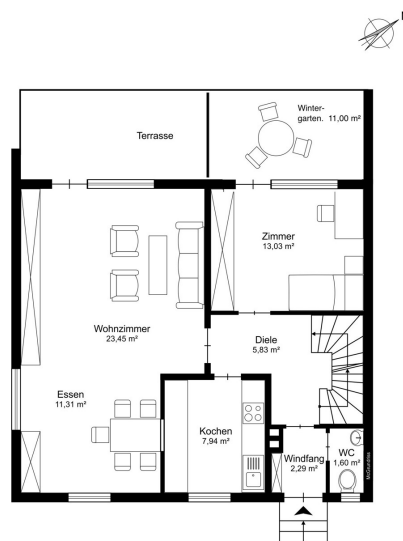 N
Terrasse
Winter-
garten. 11,00 m²
Zimmer
13,03 m²
Wohnzimmer
23,45 m²
Diele
5,83 m²
Essen
11,31 m²
Kochen
7,94 m²
Windfang
2,29 m²
WC
1,60 m²
McGrundriss